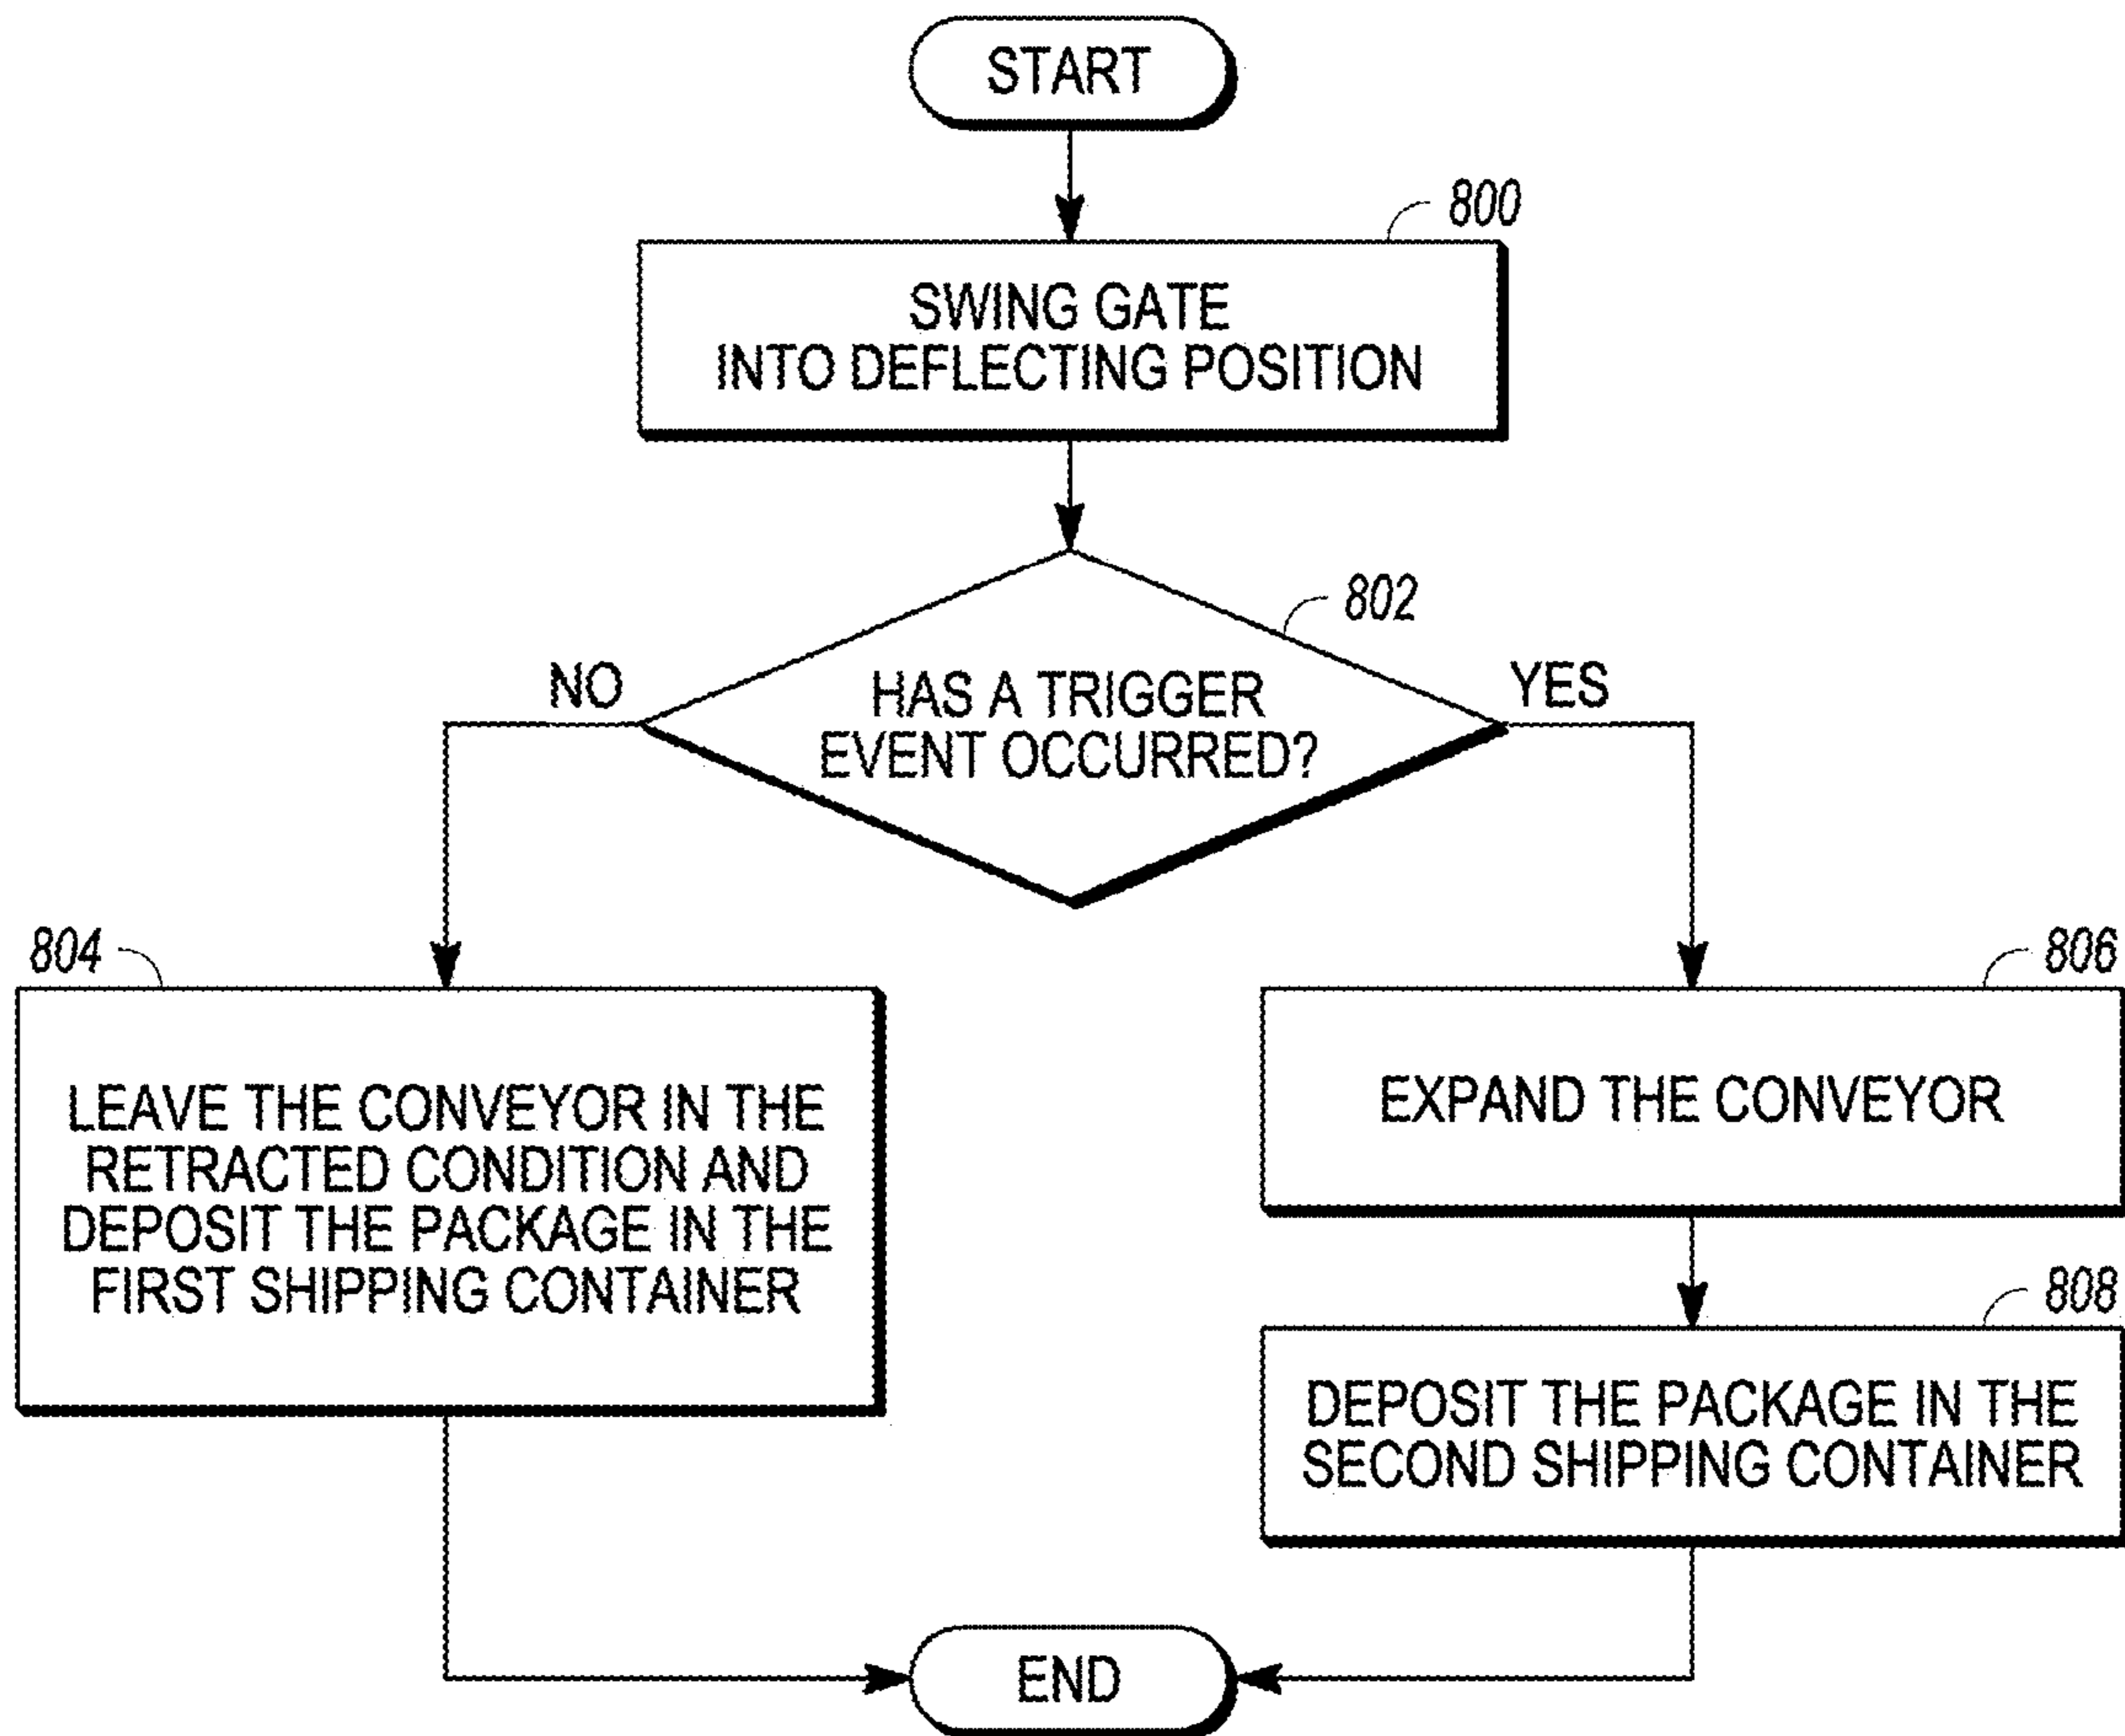 START
800
SWING GATE
INTO DEFLECTING POSITION
802
NO
HAS A TRIGGER
EVENT OCCURRED?
YES
804
LEAVE THE CONVEYOR IN THE
RETRACTED CONDITION AND
DEPOSIT THE PACKAGE IN THE
FIRST SHIPPING CONTAINER
806
EXPAND THE CONVEYOR
808
DEPOSIT THE PACKAGE IN THE
SECOND SHIPPING CONTAINER
END